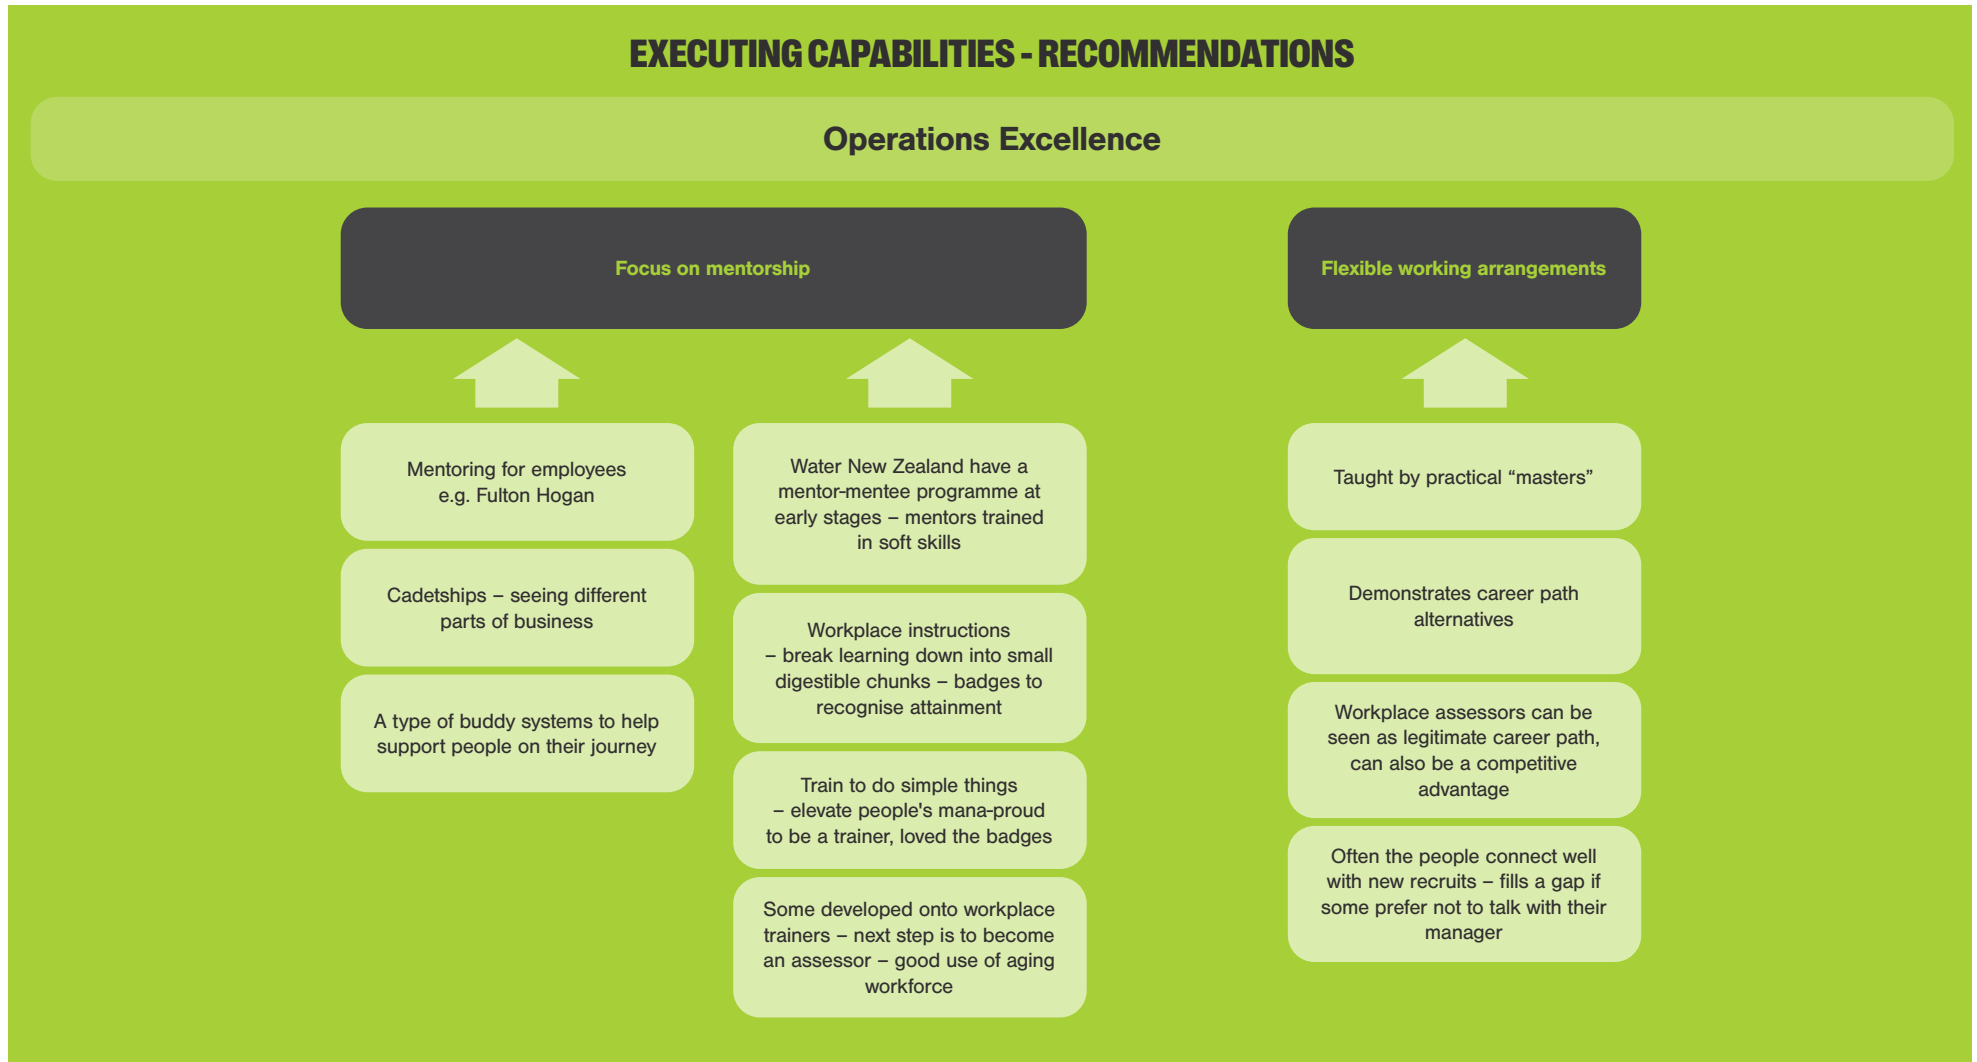 EXECUTING CAPABILITIES - RECOMMENDATIONS
Operations Excellence
Focus on mentorship
Mentoring for employees
e.g. Fulton Hogan
Cadetships – seeing different
parts of business
A type of buddy systems to help
support people on their journey
Water New Zealand have a
mentor-mentee programme at
early stages – mentors trained
in soft skills
Workplace instructions
– break learning down into small
digestible chunks – badges to
recognise attainment
Train to do simple things
– elevate people's mana-proud
to be a trainer, loved the badges
Some developed onto workplace
trainers – next step is to become
an assessor – good use of aging
workforce
Flexible working arrangements
Taught by practical “masters”
Demonstrates career path
alternatives
Workplace assessors can be
seen as legitimate career path,
can also be a competitive
advantage
Often the people connect well
with new recruits – fills a gap if
some prefer not to talk with their
manager